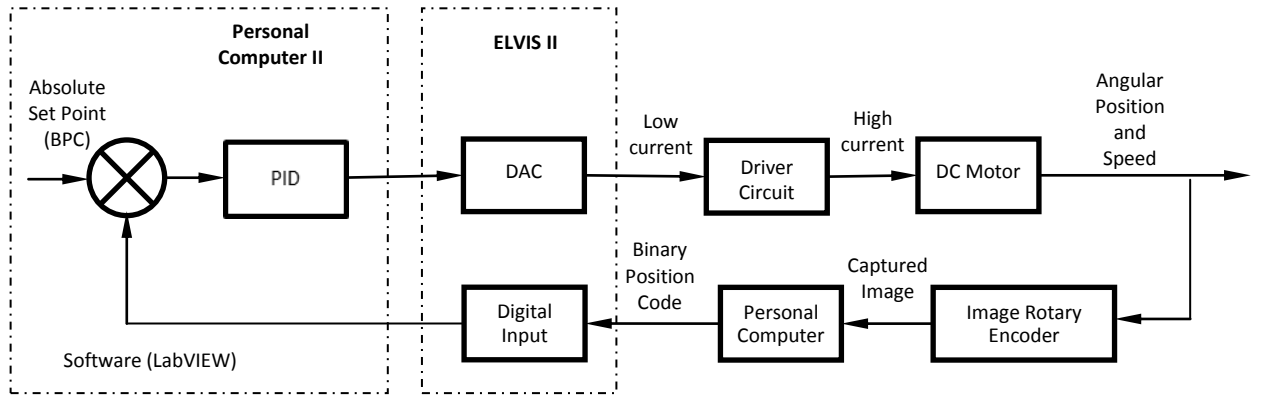 Personal
Computer II
ELVIS II
Absolute
Set Point
(BPC)
PID
DAC
Low
current
Driver
Circuit
High
current
DC Motor
Angular
Position
and
Speed
Software (LabVIEW)
Digital
Input
Binary
Position
Code
Personal
Computer
Captured
Image
Image Rotary
Encoder